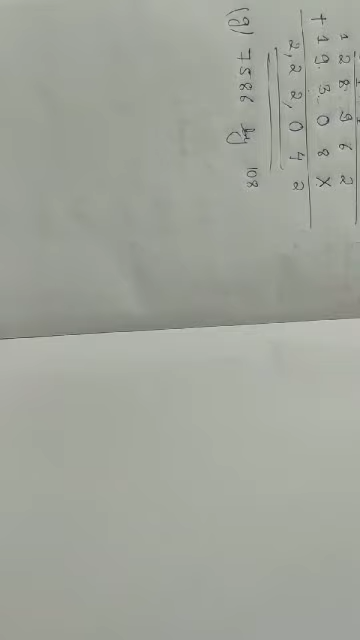 1 2 8 9 6 2
+ 1 9 3 0 8 X
2, 2 2, 0 4 2
(g) 7586 by 108